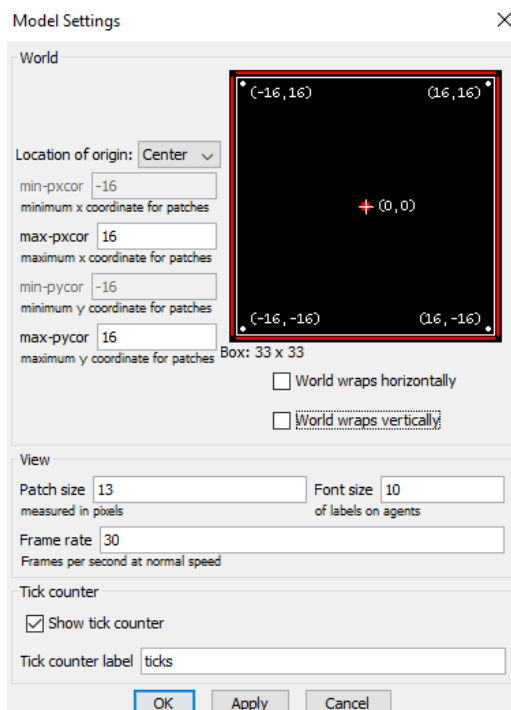 Model Settings
World
(-16,16) (16,16)
Location of origin: Center
min-pxcor -16
minimum x coordinate for patches
(0,0)
max-pxcor 16
maximum x coordinate for patches
min-pycor -16
minimum y coordinate for patches
(-16,-16) (16,-16)
max-pycor 16
maximum y coordinate for patches
Box: 33 x 33
World wraps horizontally
World wraps vertically
View
Patch size 13 Font size 10
measured in pixels of labels on agents
Frame rate 30
Frames per second at normal speed
Tick counter
Show tick counter
Tick counter label ticks
OK Apply Cancel